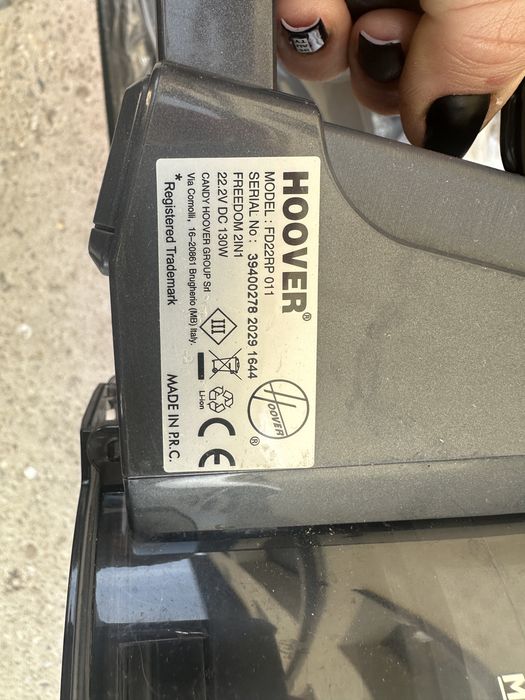 HOOVER®
MODEL : FD22RP 011
SERIAL No : 39400278 2029 1644
FREEDOM 2IN1
22.2V DC 130W
CANDY HOOVER GROUP Srl
Via Comolli, 16-20861 Brugherio (MB) Italy.
* Registered Trademark
MADE IN P.R.C.
III
Li-ion
CE
HOOVER
®